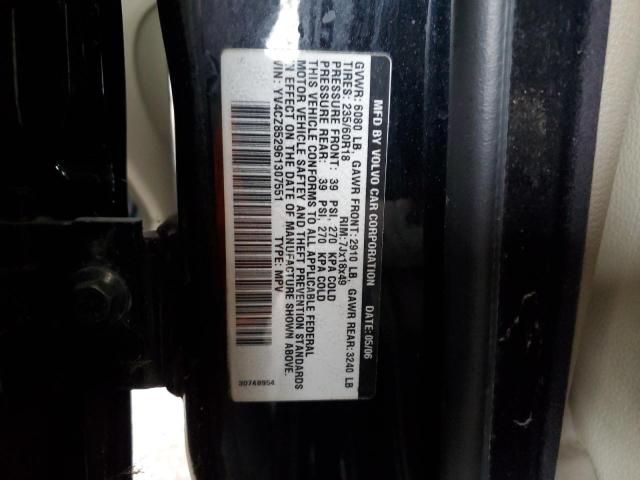 MFD BY VOLVO CAR CORPORATION DATE: 05/06
GVWR: 6080 LB, GAWR FRONT: 2910 LB GAWR REAR: 3240 LB
TIRES: 235/60R18 RIM: 7Jx18x49
PRESSURE FRONT: 39 PSI, 270 KPA COLD
PRESSURE REAR: 39 PSI, 270 KPA COLD
THIS VEHICLE CONFORMS TO ALL APPLICABLE FEDERAL
MOTOR VEHICLE SAFTEY AND THEFT PREVENTION STANDARDS
IN EFFECT ON THE DATE OF MANUFACTURE SHOWN ABOVE.
VIN: YV4CZ852961307551 TYPE: MPV
30748954